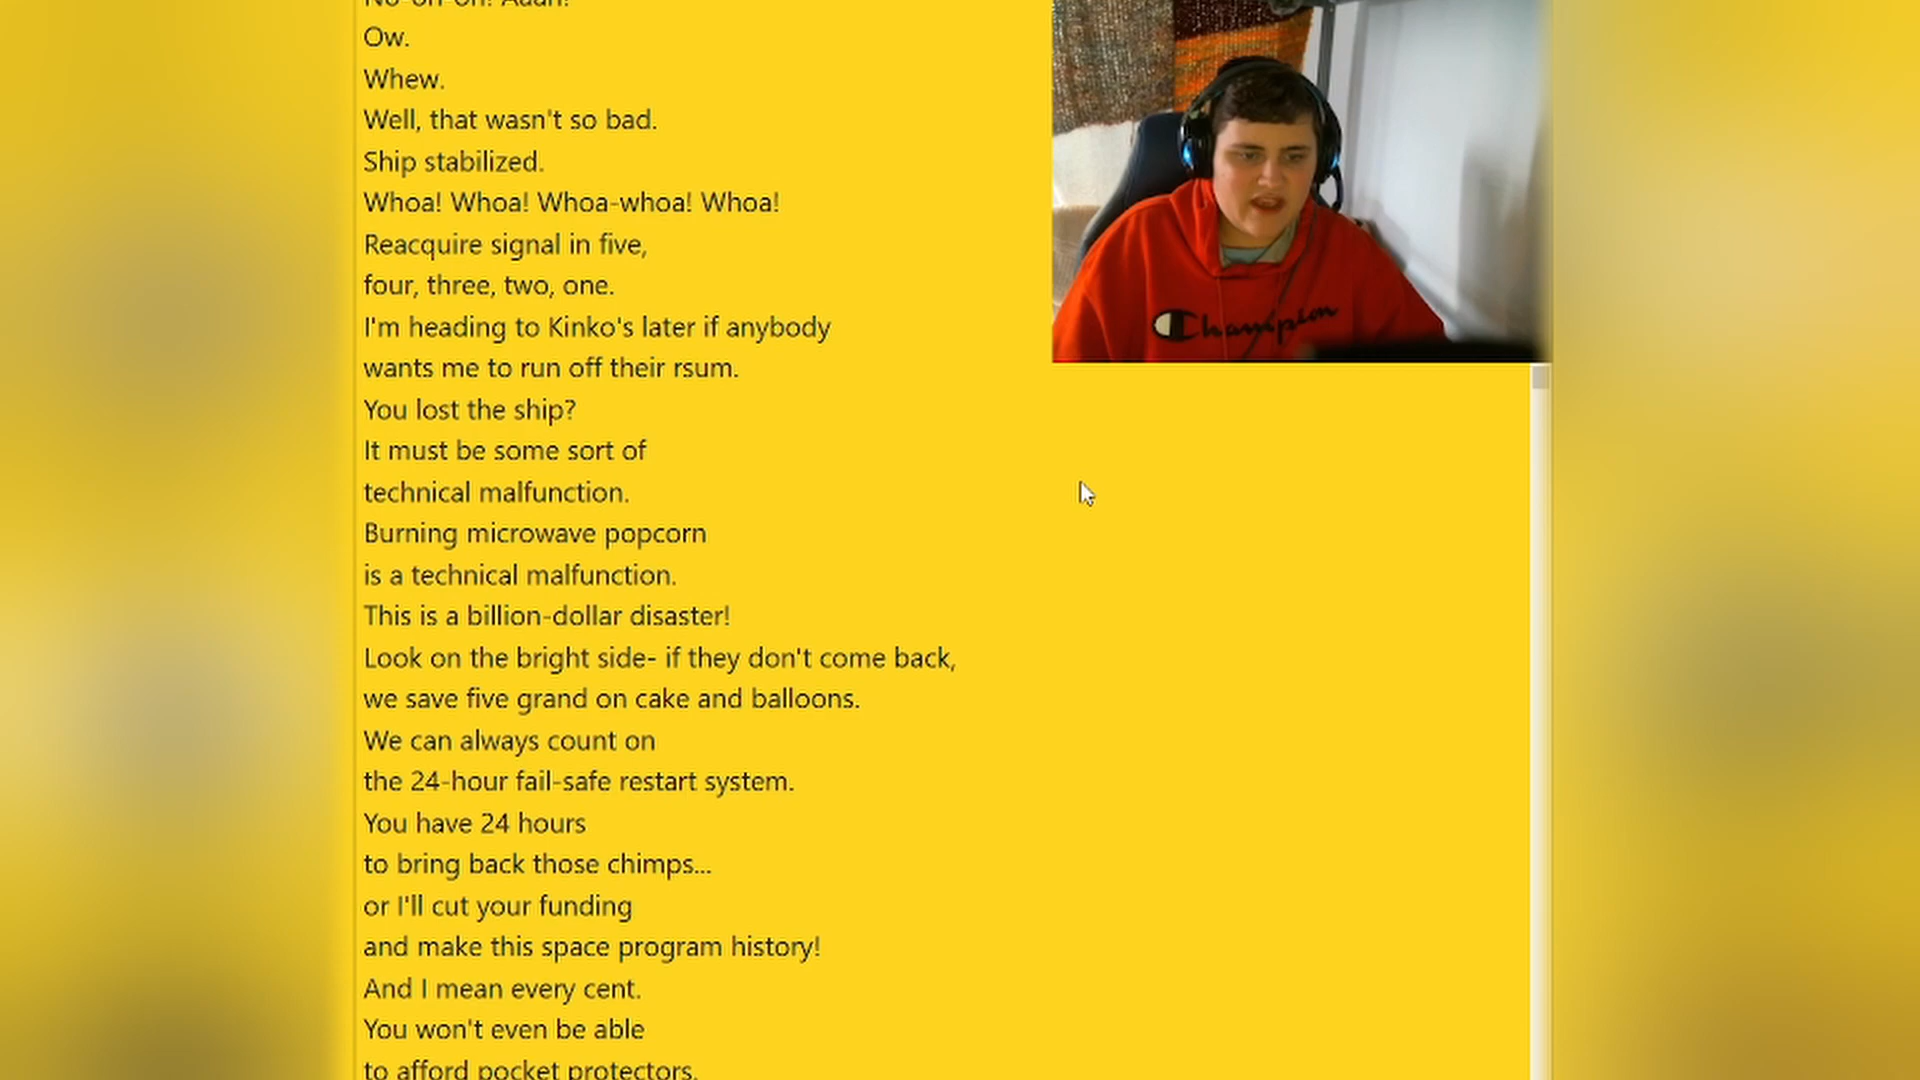 No-oh-oh! Aaah!
Ow.
Whew.
Well, that wasn't so bad.
Ship stabilized.
Whoa! Whoa! Whoa-whoa! Whoa!
Reacquire signal in five,
four, three, two, one.
I'm heading to Kinko's later if anybody
wants me to run off their rsum.
You lost the ship?
It must be some sort of
technical malfunction.
Burning microwave popcorn
is a technical malfunction.
This is a billion-dollar disaster!
Look on the bright side- if they don't come back,
we save five grand on cake and balloons.
We can always count on
the 24-hour fail-safe restart system.
You have 24 hours
to bring back those chimps...
or I'll cut your funding
and make this space program history!
And I mean every cent.
You won't even be able
to afford pocket protectors.
Champion